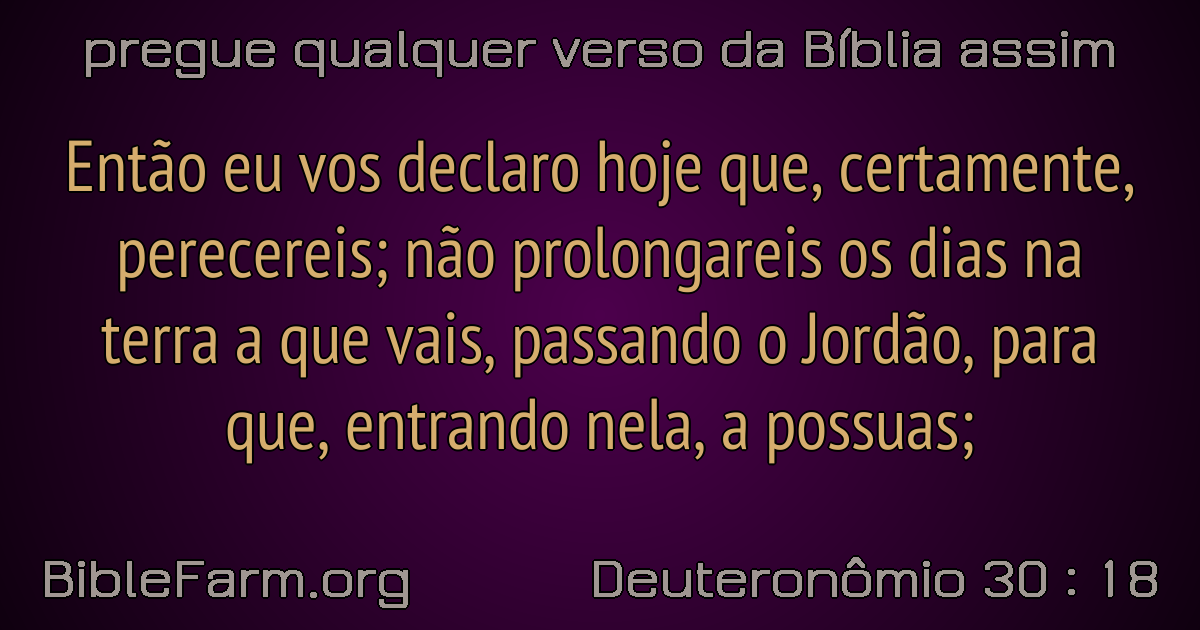 pregue qualquer verso da Bíblia assim
Então eu vos declaro hoje que, certamente,
perecereis; não prolongareis os dias na
terra a que vais, passando o Jordão, para
que, entrando nela, a possuas;
BibleFarm.org
Deuteronômio 30 : 18